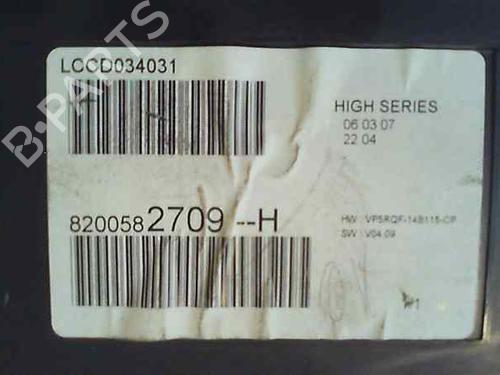 LCCD034031
HIGH SERIES
06 03 07
22 04
8200582709--H
HW : VP5RQF-14B115-CP
SW : V04.09
B-PARTS